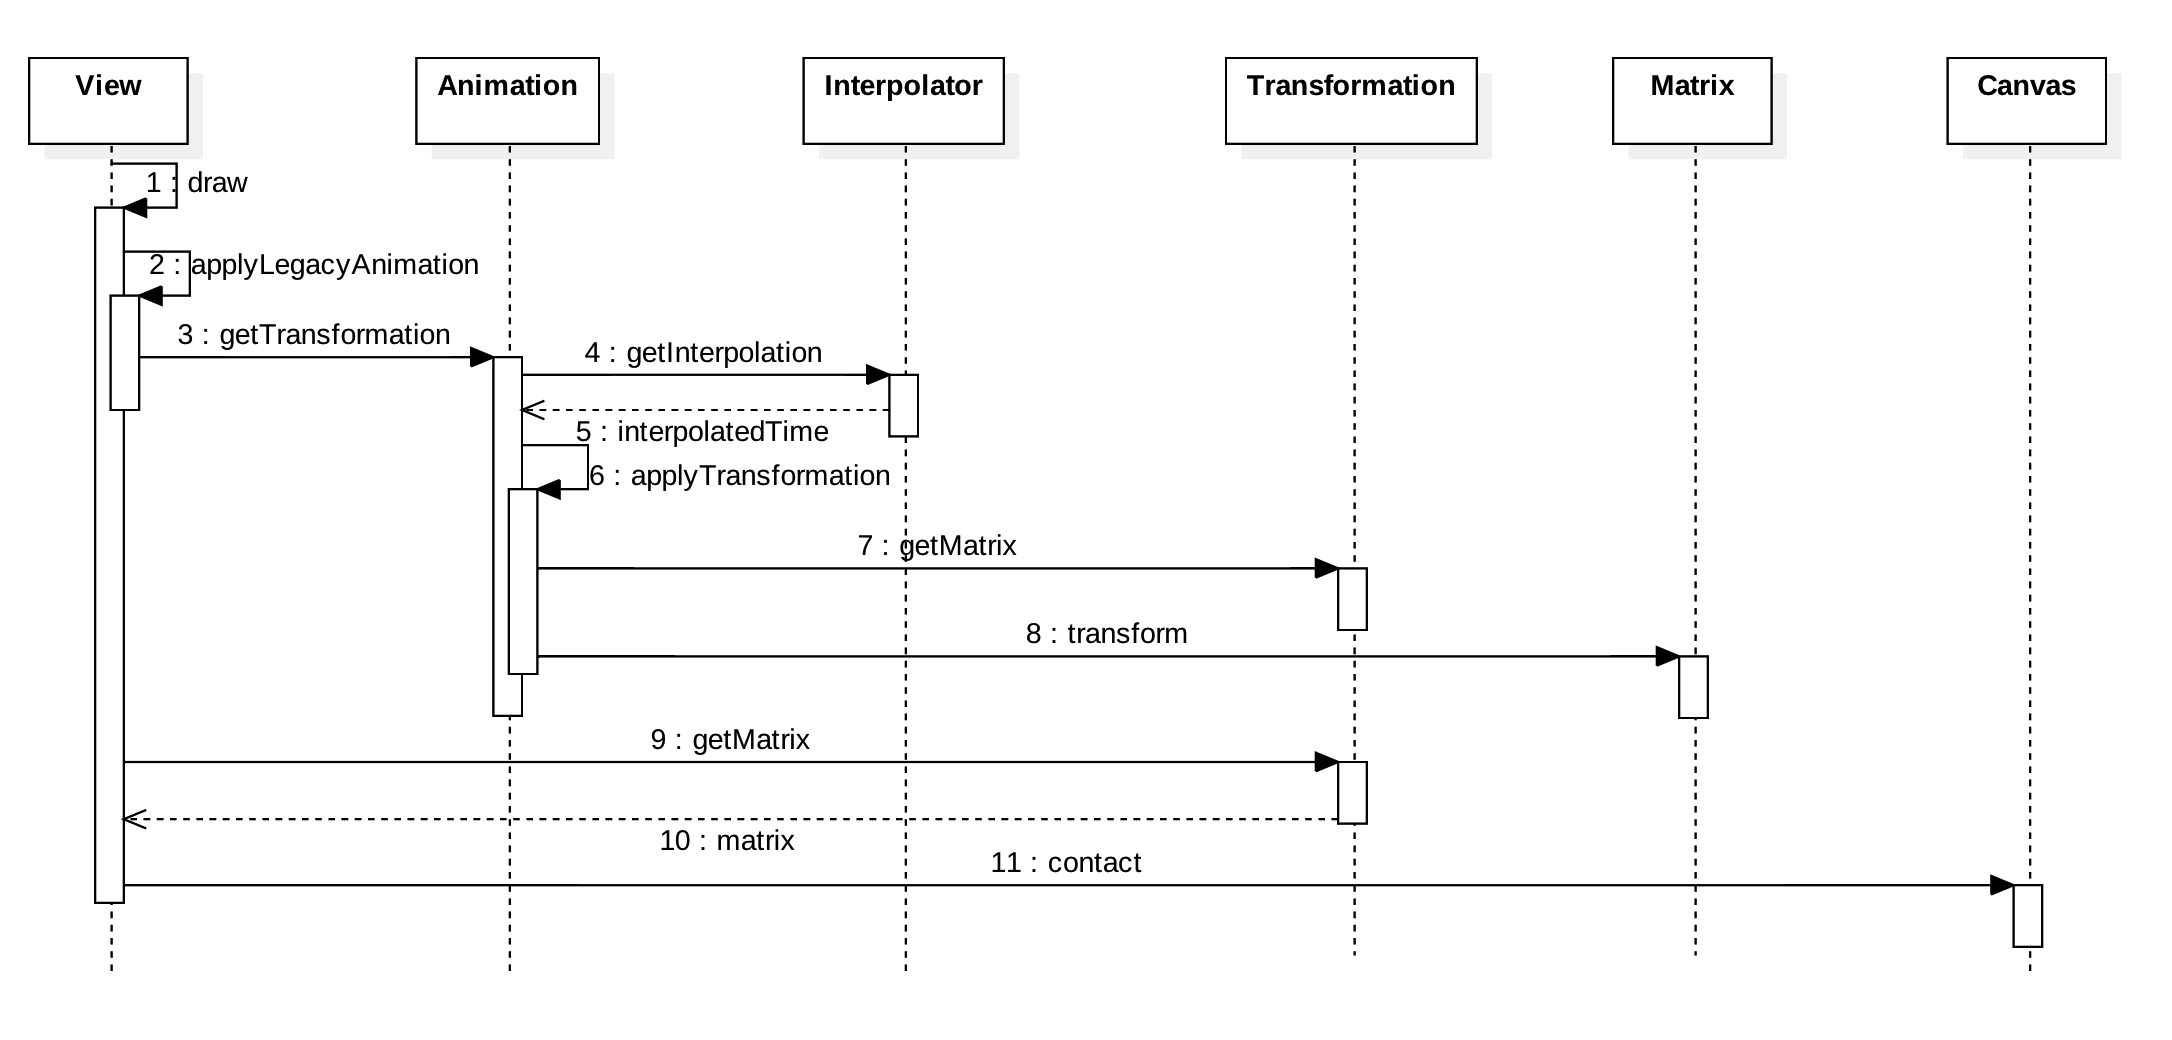 View
Animation
Interpolator
Transformation
Matrix
Canvas
1 : draw
2 : applyLegacyAnimation
3 : getTransformation
4 : getInterpolation
5 : interpolatedTime
6 : applyTransformation
7 : getMatrix
8 : transform
9 : getMatrix
10 : matrix
11 : contact